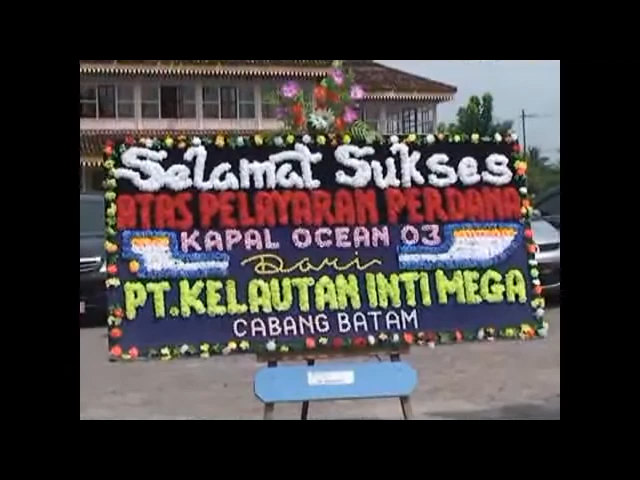 Selamat Sukses
ATAS PELAYARAN PERDANA
KAPAL OCEAN 03
Dari
PT. KELAUTAN INTI MEGA
CABANG BATAM